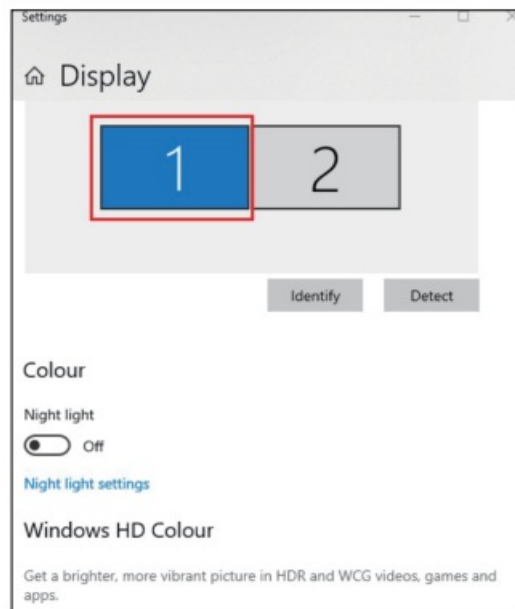 Settings
Display
1 2
Identify Detect
Colour
Night light
Off
Night light settings
Windows HD Colour
Get a brighter, more vibrant picture in HDR and WCG videos, games and
apps.